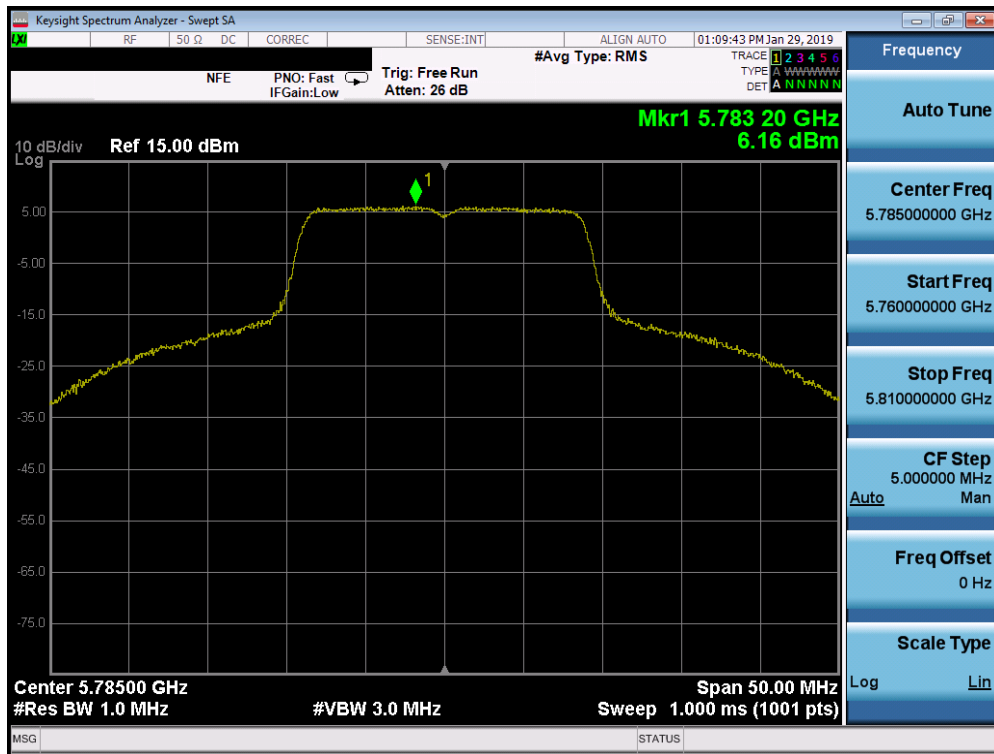 Keysight Spectrum Analyzer - Swept SA
LXI RF 50 Ω DC CORREC SENSE:INT ALIGN AUTO 01:09:43 PM Jan 29, 2019
NFE PNO: Fast Trig: Free Run #Avg Type: RMS TRACE 1 2 3 4 5 6
IFGain:Low Atten: 26 dB TYPE A WWWWW
DET A N N N N N
Mkr1 5.783 20 GHz
6.16 dBm
10 dB/div Ref 15.00 dBm
Log
1
5.00
-5.00
-15.0
-25.0
-35.0
-45.0
-55.0
-65.0
-75.0
Center 5.78500 GHz Span 50.00 MHz
#Res BW 1.0 MHz #VBW 3.0 MHz Sweep 1.000 ms (1001 pts)
MSG STATUS
Frequency
Auto Tune
Center Freq
5.785000000 GHz
Start Freq
5.760000000 GHz
Stop Freq
5.810000000 GHz
CF Step
5.000000 MHz
Auto Man
Freq Offset
0 Hz
Scale Type
Log Lin